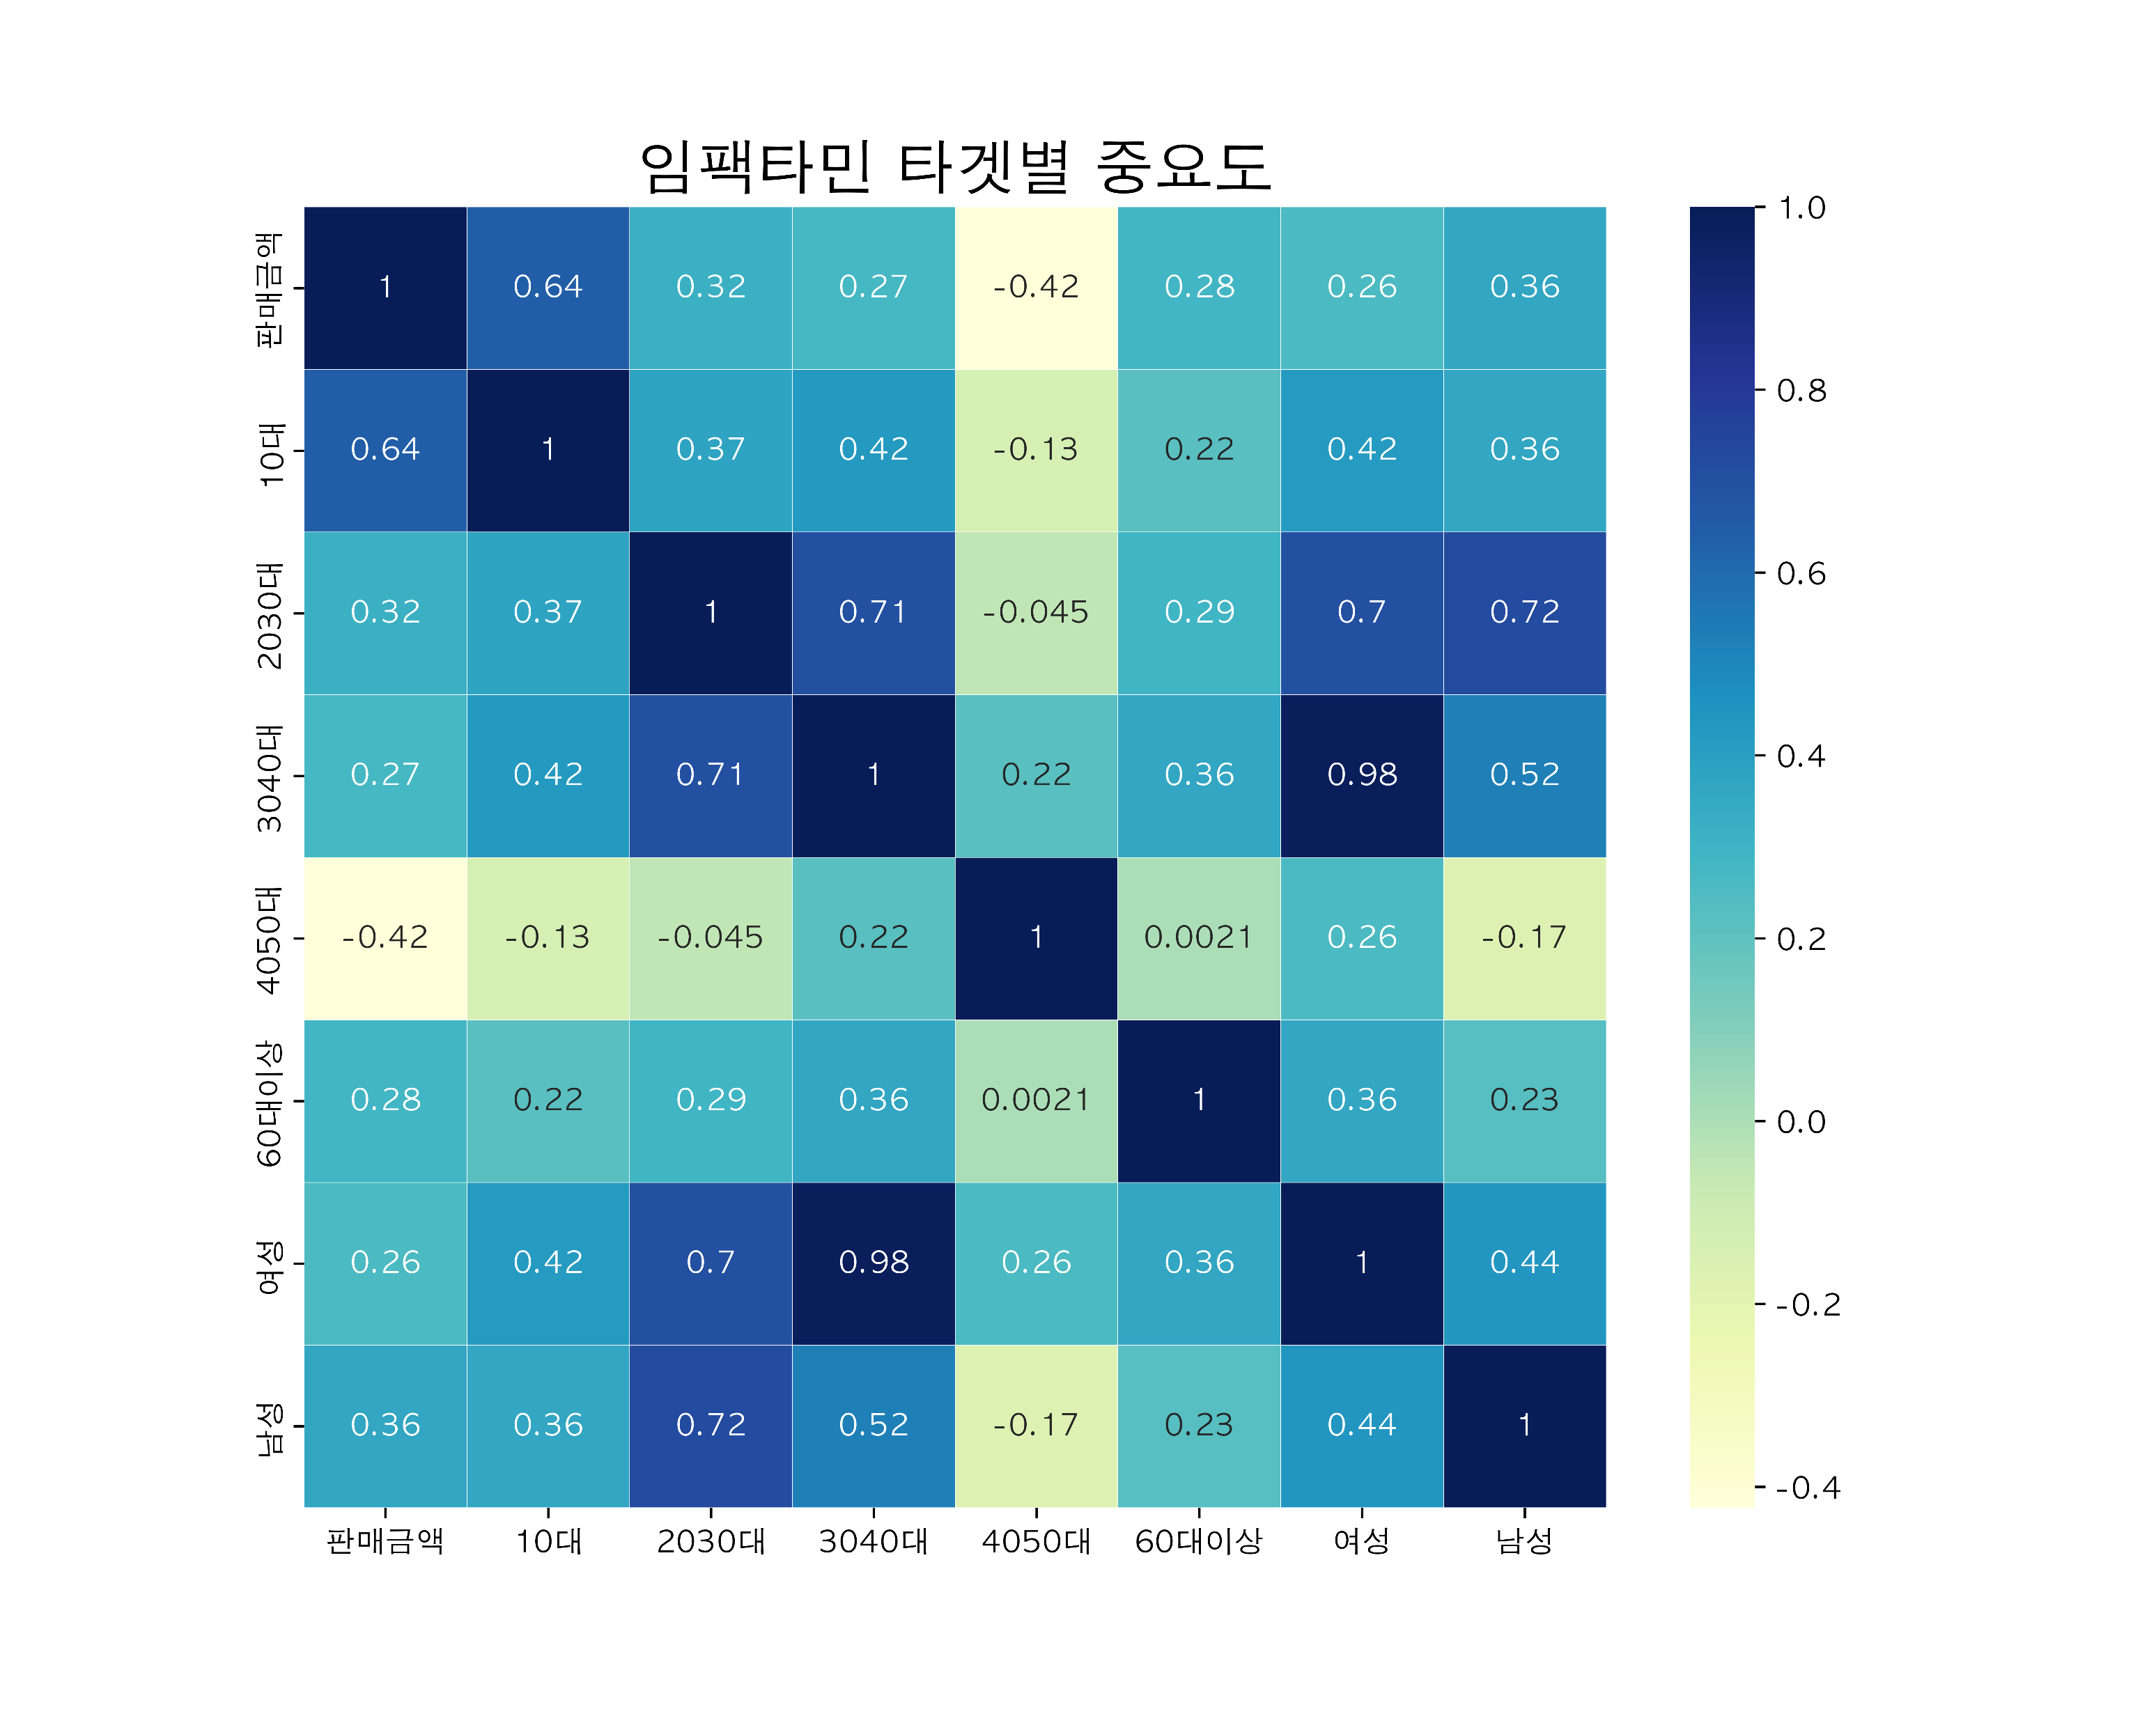 임팩타민 타겟별 중요도
판매금액 1 0.64 0.32 0.27 -0.42 0.28 0.26 0.36
10대 0.64 1 0.37 0.42 -0.13 0.22 0.42 0.36
2030대 0.32 0.37 1 0.71 -0.045 0.29 0.7 0.72
3040대 0.27 0.42 0.71 1 0.22 0.36 0.98 0.52
4050대 -0.42 -0.13 -0.045 0.22 1 0.0021 0.26 -0.17
60대이상 0.28 0.22 0.29 0.36 0.0021 1 0.36 0.23
여성 0.26 0.42 0.7 0.98 0.26 0.36 1 0.44
남성 0.36 0.36 0.72 0.52 -0.17 0.23 0.44 1
판매금액 10대 2030대 3040대 4050대 60대이상 여성 남성
1.0
0.8
0.6
0.4
0.2
0.0
-0.2
-0.4